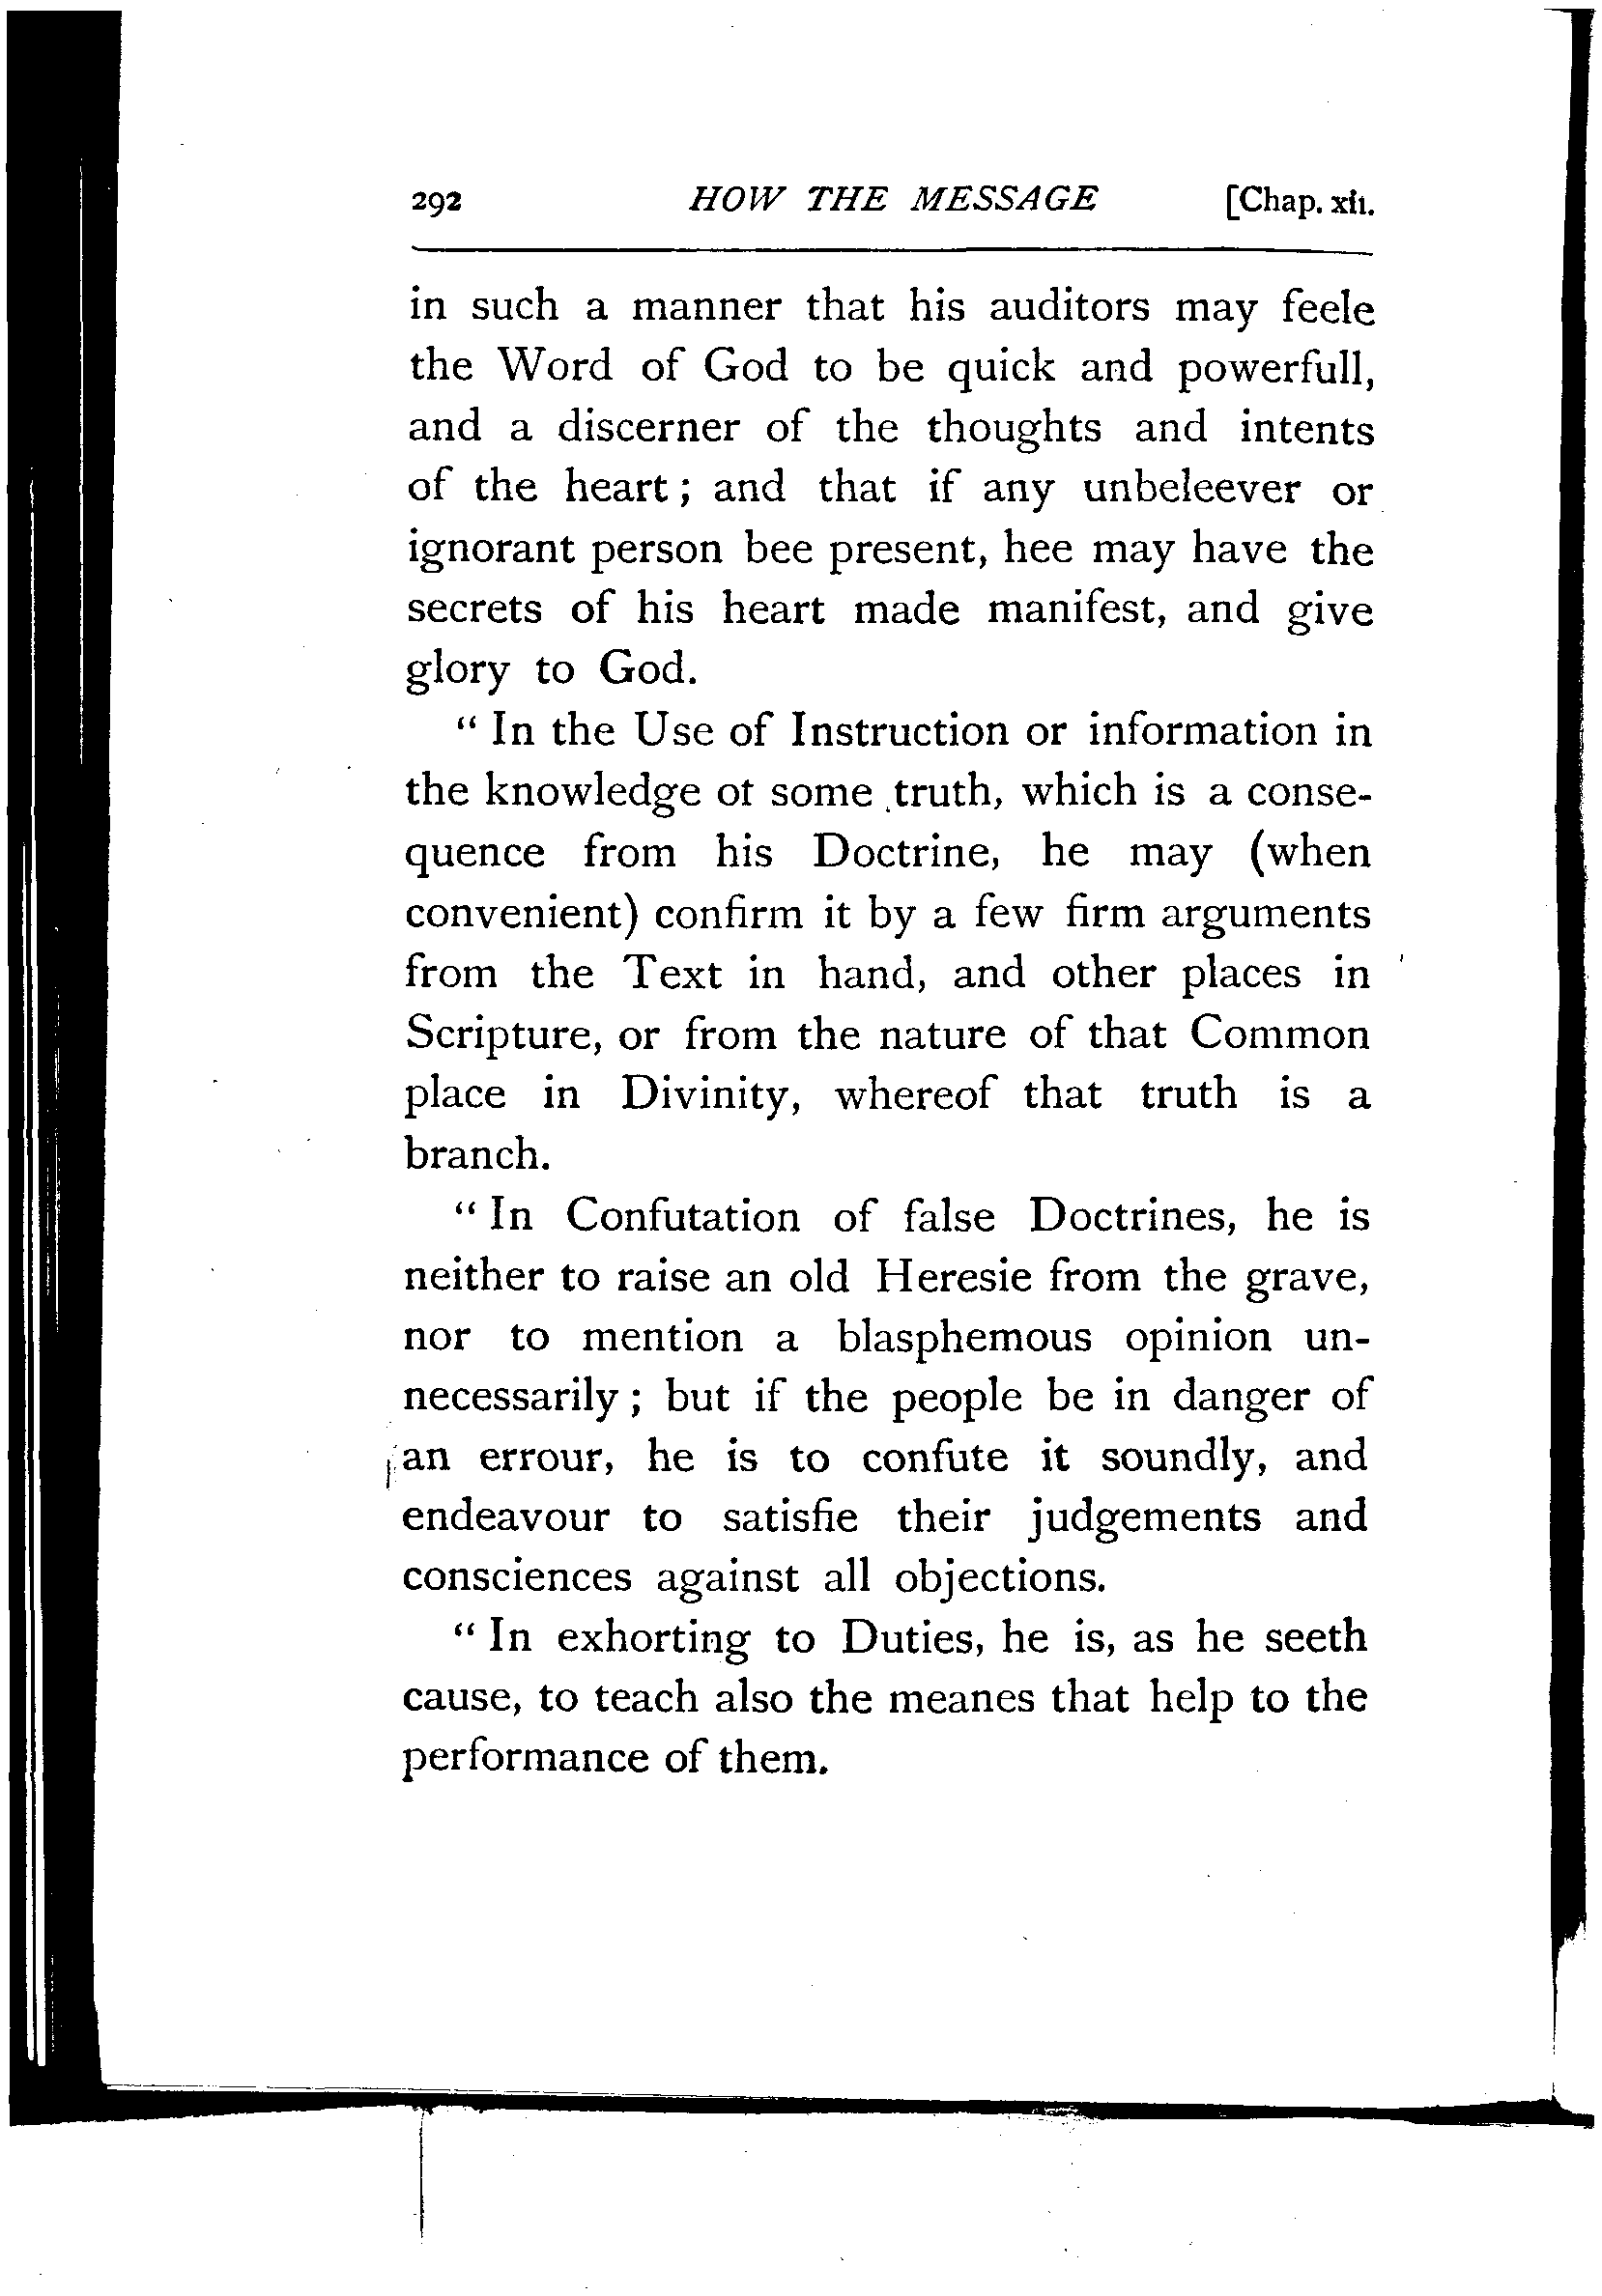 292 HOW THE MESSAGE [Chap. xii.
in such a manner that his auditors may feele
the Word of God to be quick and powerfull,
and a discerner of the thoughts and intents
of the heart; and that if any unbeleever or
ignorant person bee present, hee may have the
secrets of his heart made manifest, and give
glory to God.
“ In the Use of Instruction or information in
the knowledge of some truth, which is a conse-
quence from his Doctrine, he may (when
convenient) confirm it by a few firm arguments
from the Text in hand, and other places in
Scripture, or from the nature of that Common
place in Divinity, whereof that truth is a
branch.
“ In Confutation of false Doctrines, he is
neither to raise an old Heresie from the grave,
nor to mention a blasphemous opinion un-
necessarily; but if the people be in danger of
an errour, he is to confute it soundly, and
endeavour to satisfie their judgements and
consciences against all objections.
“ In exhorting to Duties, he is, as he seeth
cause, to teach also the meanes that help to the
performance of them.